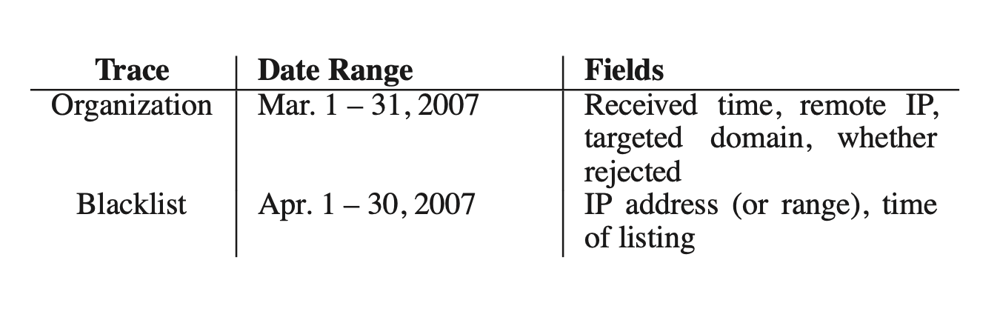 Trace Date Range Fields
Organization Mar. 1 – 31, 2007 Received time, remote IP,
targeted domain, whether
rejected
Blacklist Apr. 1 – 30, 2007 IP address (or range), time
of listing